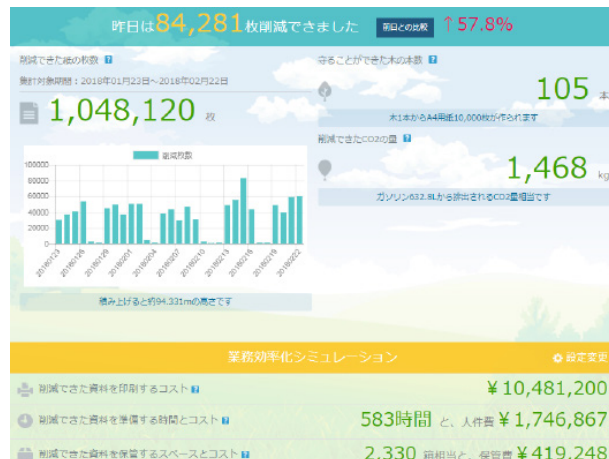 昨日は84,281枚削減できました 前日との比較 ↑57.8%
削減できた紙の枚数 ?
集計対象期間:2018年01月23日~2018年02月22日
1,048,120 枚
削減枚数
100000
80000
60000
40000
20000
0
20180123
20180126
20180129
20180201
20180204
20180207
20180210
20180213
20180216
20180219
20180222
積み上げると約94.331mの高さです
守ることができた木の本数 ?
105 本
木1本からA4用紙10,000枚が作られます
削減できたCO2の量 ?
1,468 kg
ガソリン632.8Lから排出されるCO2量相当です
業務効率化シミュレーション 設定変更
削減できた資料を印刷するコスト ? ¥10,481,200
削減できた資料を準備する時間とコスト ? 583時間 と、人件費 ¥1,746,867
削減できた資料を保管するスペースとコスト ? 2,330 箱相当と、保管費 ¥419,248